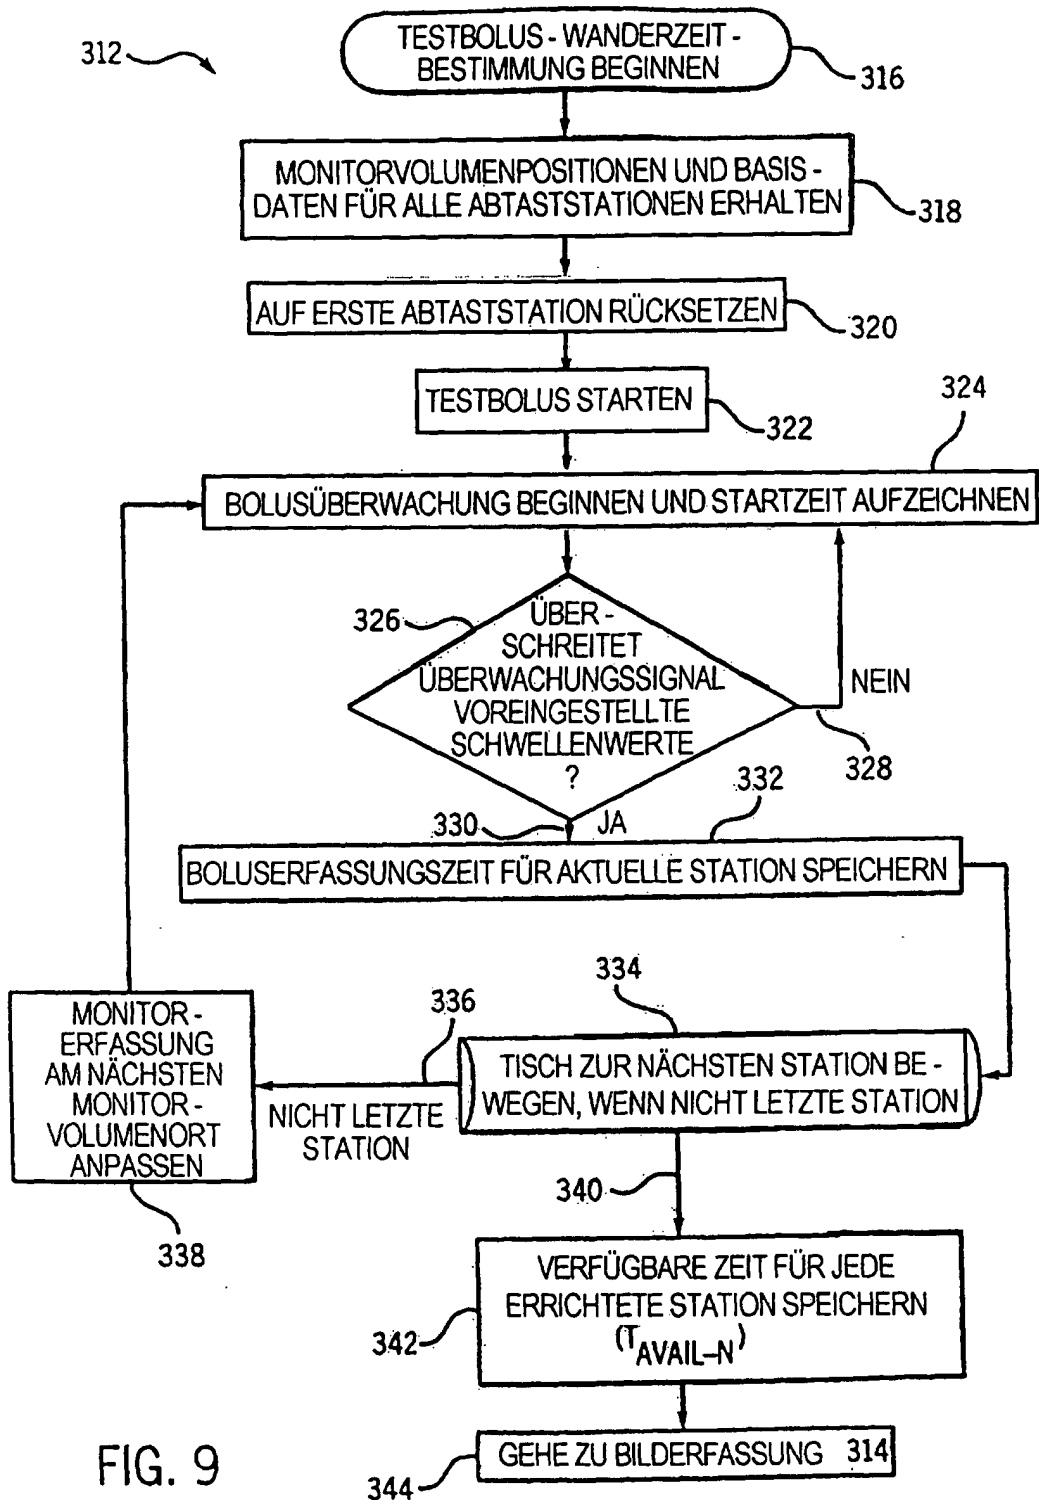 312
TESTBOLUS - WANDERZEIT -
BESTIMMUNG BEGINNEN
316
MONITORVOLUMENPOSITIONEN UND BASIS -
DATEN FÜR ALLE ABTASTSTATIONEN ERHALTEN
318
AUF ERSTE ABTASTSTATION RÜCKSETZEN
320
TESTBOLUS STARTEN
322
324
BOLUSÜBERWACHUNG BEGINNEN UND STARTZEIT AUFZEICHNEN
326
ÜBER -
SCHREITET
ÜBERWACHUNGSSIGNAL
VOREINGESTELLTE
SCHWELLENWERTE
?
NEIN
328
330
JA
332
BOLUSERFASSUNGSZEIT FÜR AKTUELLE STATION SPEICHERN
334
TISCH ZUR NÄCHSTEN STATION BE -
WEGEN, WENN NICHT LETZTE STATION
336
NICHT LETZTE
STATION
MONITOR -
ERFASSUNG
AM NÄCHSTEN
MONITOR -
VOLUMENORT
ANPASSEN
338
340
VERFÜGBARE ZEIT FÜR JEDE
ERRICHTETE STATION SPEICHERN
(TAVAIL–N)
342
GEHE ZU BILDERFASSUNG 314
344
FIG. 9